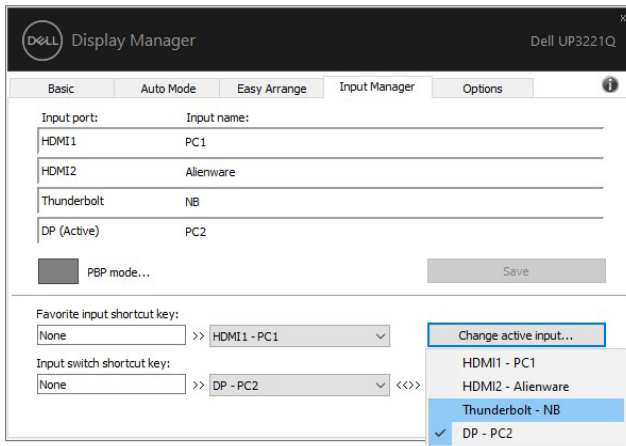 DELL Display Manager Dell UP3221Q
x
Basic Auto Mode Easy Arrange Input Manager Options i
Input port: Input name:
HDMI1 PC1
HDMI2 Alienware
Thunderbolt NB
DP (Active) PC2
PBP mode... Save
Favorite input shortcut key:
None >> HDMI1 - PC1 Change active input...
Input switch shortcut key:
None >> DP - PC2 <<>>
HDMI1 - PC1
HDMI2 - Alienware
Thunderbolt - NB
✓ DP - PC2